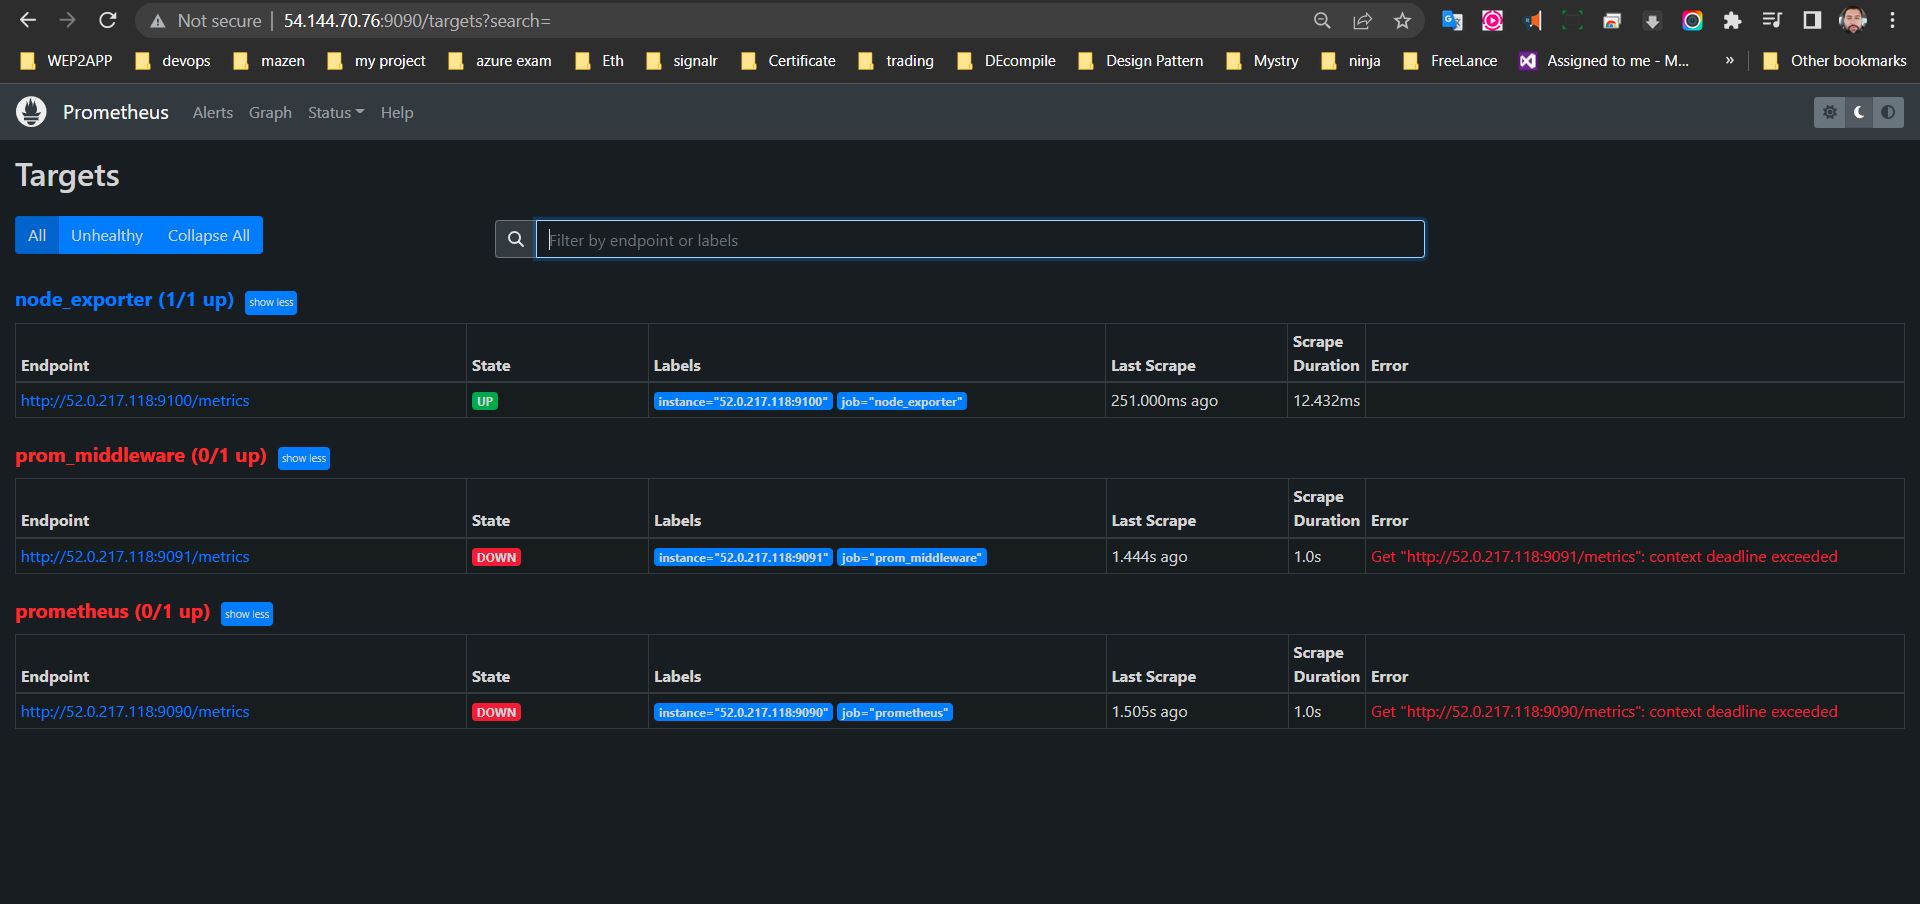 Not secure | 54.144.70.76:9090/targets?search=
WEP2APP devops mazen my project azure exam Eth signalr Certificate trading DEcompile Design Pattern Mystry ninja FreeLance Assigned to me - M... » Other bookmarks
Prometheus Alerts Graph Status Help
Targets
All Unhealthy Collapse All Filter by endpoint or labels
node_exporter (1/1 up) show less
Endpoint State Labels Last Scrape Scrape Duration Error
http://52.0.217.118:9100/metrics UP instance="52.0.217.118:9100" job="node_exporter" 251.000ms ago 12.432ms
prom_middleware (0/1 up) show less
Endpoint State Labels Last Scrape Scrape Duration Error
http://52.0.217.118:9091/metrics DOWN instance="52.0.217.118:9091" job="prom_middleware" 1.444s ago 1.0s Get "http://52.0.217.118:9091/metrics": context deadline exceeded
prometheus (0/1 up) show less
Endpoint State Labels Last Scrape Scrape Duration Error
http://52.0.217.118:9090/metrics DOWN instance="52.0.217.118:9090" job="prometheus" 1.505s ago 1.0s Get "http://52.0.217.118:9090/metrics": context deadline exceeded